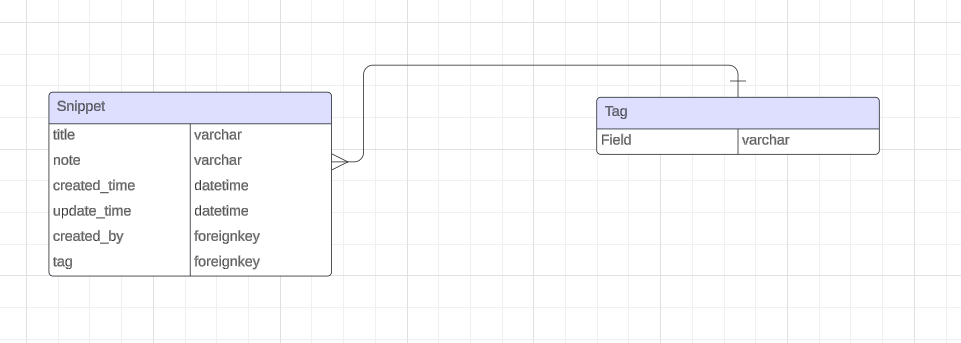 Snippet
title varchar
note varchar
created_time datetime
update_time datetime
created_by foreignkey
tag foreignkey
Tag
Field varchar